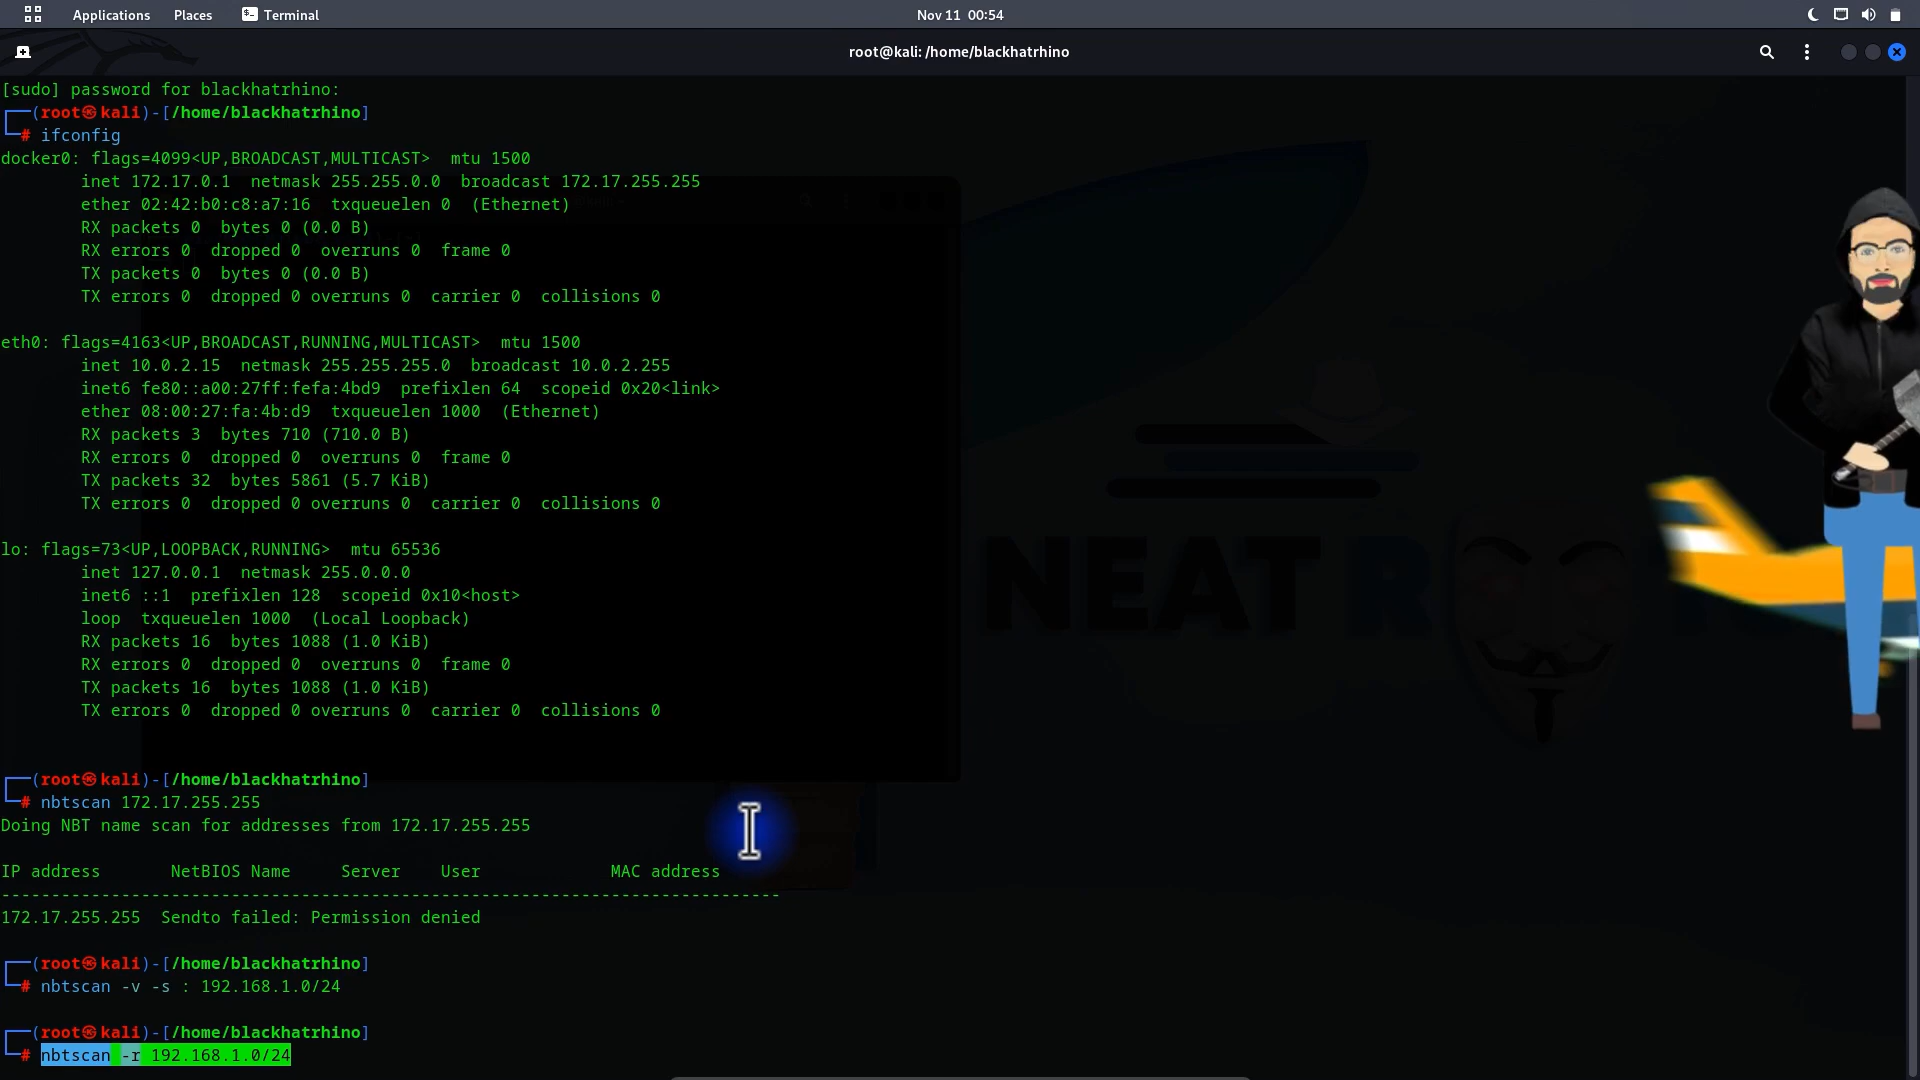 Applications Places Terminal Nov 11 00:54
root@kali: /home/blackhatrhino
[sudo] password for blackhatrhino:
┌──(root㉿kali)-[/home/blackhatrhino]
└─# ifconfig
docker0: flags=4099<UP,BROADCAST,MULTICAST>  mtu 1500
        inet 172.17.0.1  netmask 255.255.0.0  broadcast 172.17.255.255
        ether 02:42:b0:c8:a7:16  txqueuelen 0  (Ethernet)
        RX packets 0  bytes 0 (0.0 B)
        RX errors 0  dropped 0  overruns 0  frame 0
        TX packets 0  bytes 0 (0.0 B)
        TX errors 0  dropped 0 overruns 0  carrier 0  collisions 0
eth0: flags=4163<UP,BROADCAST,RUNNING,MULTICAST>  mtu 1500
        inet 10.0.2.15  netmask 255.255.255.0  broadcast 10.0.2.255
        inet6 fe80::a00:27ff:fefa:4bd9  prefixlen 64  scopeid 0x20<link>
        ether 08:00:27:fa:4b:d9  txqueuelen 1000  (Ethernet)
        RX packets 3  bytes 710 (710.0 B)
        RX errors 0  dropped 0  overruns 0  frame 0
        TX packets 32  bytes 5861 (5.7 KiB)
        TX errors 0  dropped 0 overruns 0  carrier 0  collisions 0
lo: flags=73<UP,LOOPBACK,RUNNING>  mtu 65536
        inet 127.0.0.1  netmask 255.0.0.0
        inet6 ::1  prefixlen 128  scopeid 0x10<host>
        loop  txqueuelen 1000  (Local Loopback)
        RX packets 16  bytes 1088 (1.0 KiB)
        RX errors 0  dropped 0  overruns 0  frame 0
        TX packets 16  bytes 1088 (1.0 KiB)
        TX errors 0  dropped 0 overruns 0  carrier 0  collisions 0
NEAT R
┌──(root㉿kali)-[/home/blackhatrhino]
└─# nbtscan 172.17.255.255
Doing NBT name scan for addresses from 172.17.255.255
IP address       NetBIOS Name     Server    User             MAC address
------------------------------------------------------------------------------
172.17.255.255  Sendto failed: Permission denied
┌──(root㉿kali)-[/home/blackhatrhino]
└─# nbtscan -v -s : 192.168.1.0/24
┌──(root㉿kali)-[/home/blackhatrhino]
└─# nbtscan -r 192.168.1.0/24